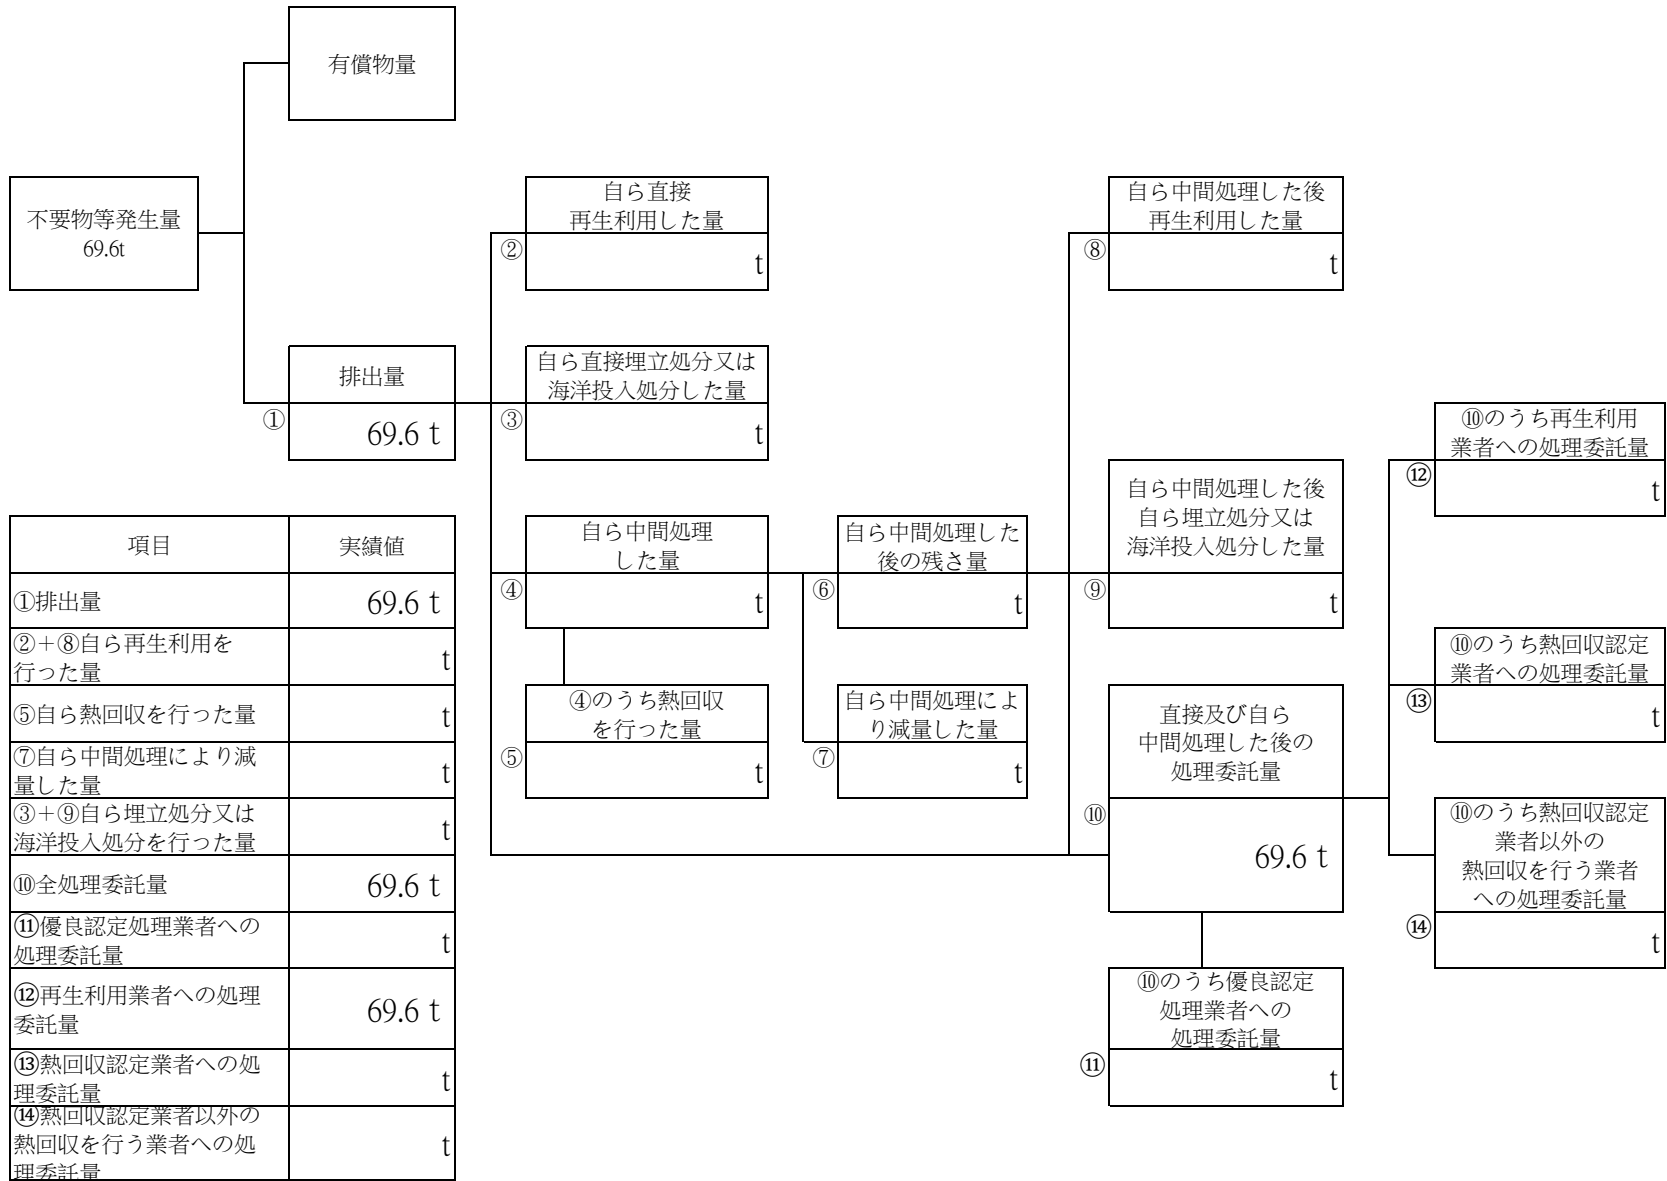 有償物量
不要物等発生量
69.6t
自ら直接
再生利用した量
②
t
自ら中間処理した後
再生利用した量
⑧
t
排出量
①
69.6 t
自ら直接埋立処分又は
海洋投入処分した量
③
t
⑩のうち再生利用
業者への処理委託量
⑫
t
自ら中間処理
した量
④
t
自ら中間処理した
後の残さ量
⑥
t
自ら中間処理した後
自ら埋立処分又は
海洋投入処分した量
⑨
t
⑩のうち熱回収認定
業者への処理委託量
⑬
t
④のうち熱回収
を行った量
⑤
t
自ら中間処理によ
り減量した量
⑦
t
直接及び自ら
中間処理した後の
処理委託量
⑩
69.6 t
⑩のうち熱回収認定
業者以外の
熱回収を行う業者
への処理委託量
⑭
t
⑩のうち優良認定
処理業者への
処理委託量
⑪
t
項目
実績値
①排出量
69.6 t
②+⑧自ら再生利用を
行った量
t
⑤自ら熱回収を行った量
t
⑦自ら中間処理により減
量した量
t
③+⑨自ら埋立処分又は
海洋投入処分を行った量
t
⑩全処理委託量
69.6 t
⑪優良認定処理業者への
処理委託量
t
⑫再生利用業者への処理
委託量
69.6 t
⑬熱回収認定業者への処
理委託量
t
⑭熱回収認定業者以外の
熱回収を行う業者への処
理委託量
t